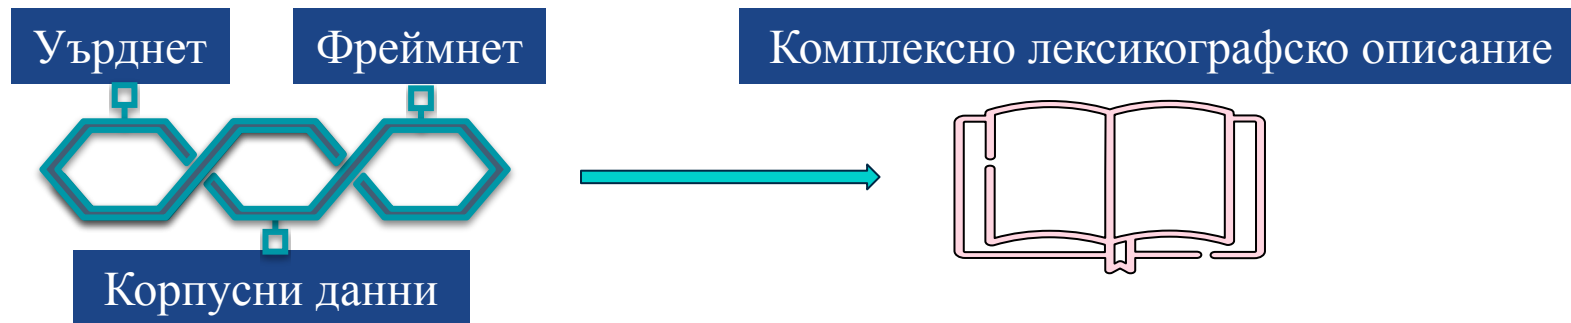 Уърднет
Фреймнет
Комплексно лексикографско описание
Корпусни данни